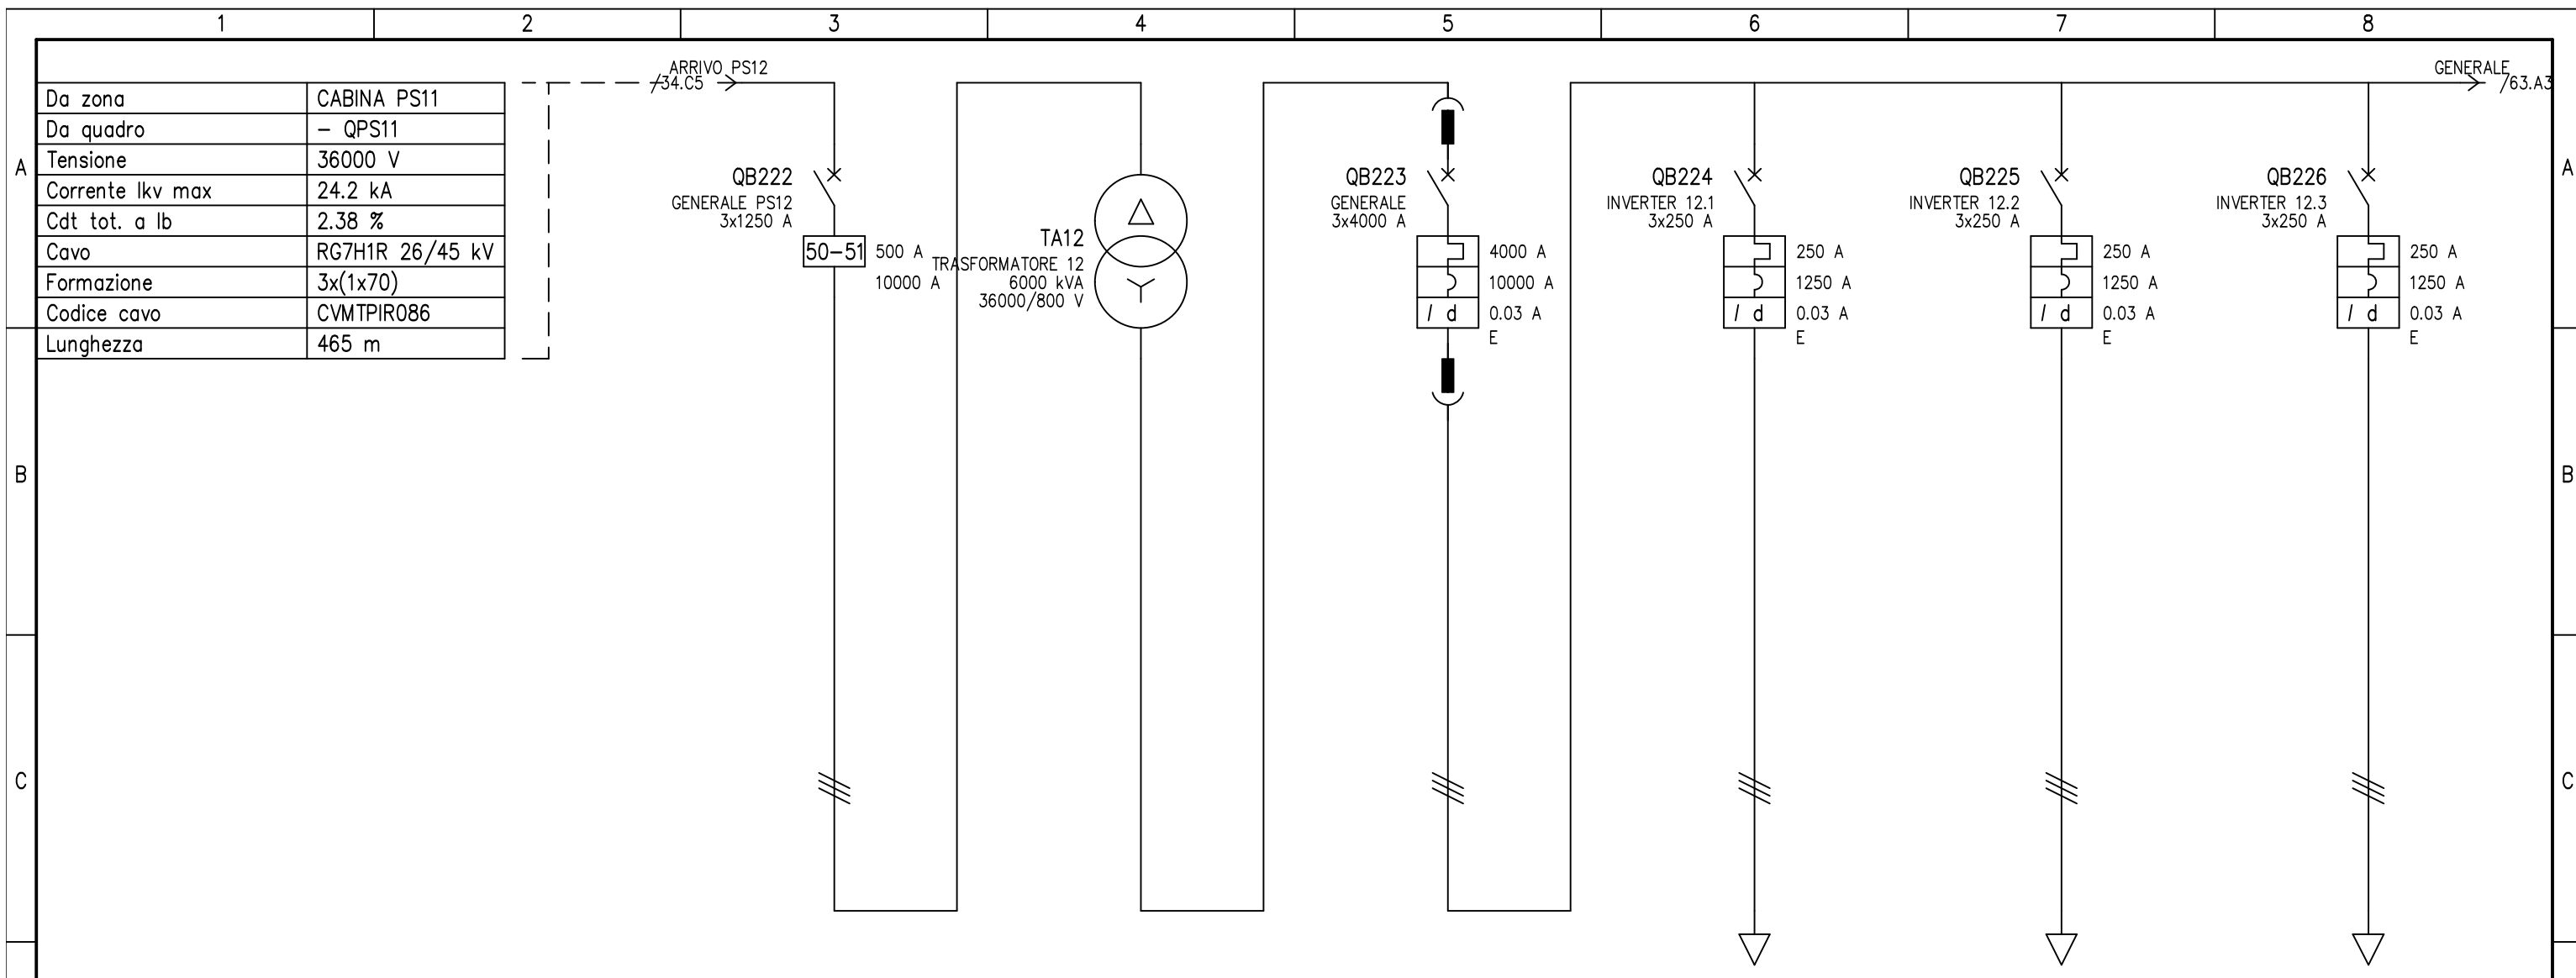 1 2 3 4 5 6 7 8
ARRIVO PS12
/34.C5
GENERALE
/63.A3
Da zona CABINA PS11
Da quadro – QPS11
Tensione 36000 V
Corrente Ikv max 24.2 kA
Cdt tot. a Ib 2.38 %
Cavo RG7H1R 26/45 kV
Formazione 3x(1x70)
Codice cavo CVMTPIR086
Lunghezza 465 m
A
A
QB222
GENERALE PS12
3x1250 A
50–51 500 A
10000 A
TA12
TRASFORMATORE 12
6000 kVA
36000/800 V
QB223
GENERALE
3x4000 A
4000 A
10000 A
I d 0.03 A
E
QB224
INVERTER 12.1
3x250 A
250 A
1250 A
I d 0.03 A
E
QB225
INVERTER 12.2
3x250 A
250 A
1250 A
I d 0.03 A
E
QB226
INVERTER 12.3
3x250 A
250 A
1250 A
I d 0.03 A
E
B
B
C
C